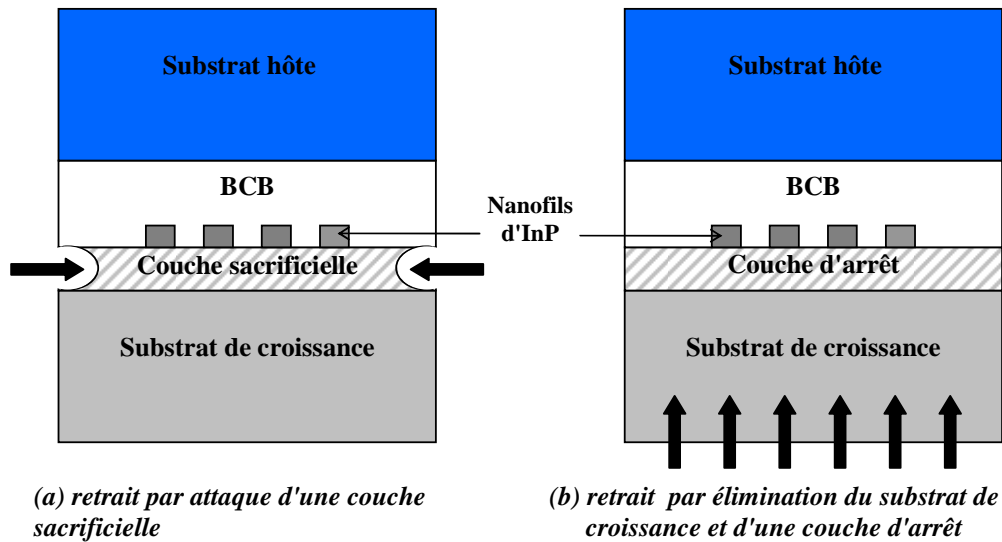 Substrat hôte
BCB
Couche sacrificielle
Substrat de croissance
Nanofils
d'InP
Substrat hôte
BCB
Couche d'arrêt
Substrat de croissance
(a) retrait par attaque d'une couche
sacrificielle
(b) retrait par élimination du substrat de
croissance et d'une couche d'arrêt